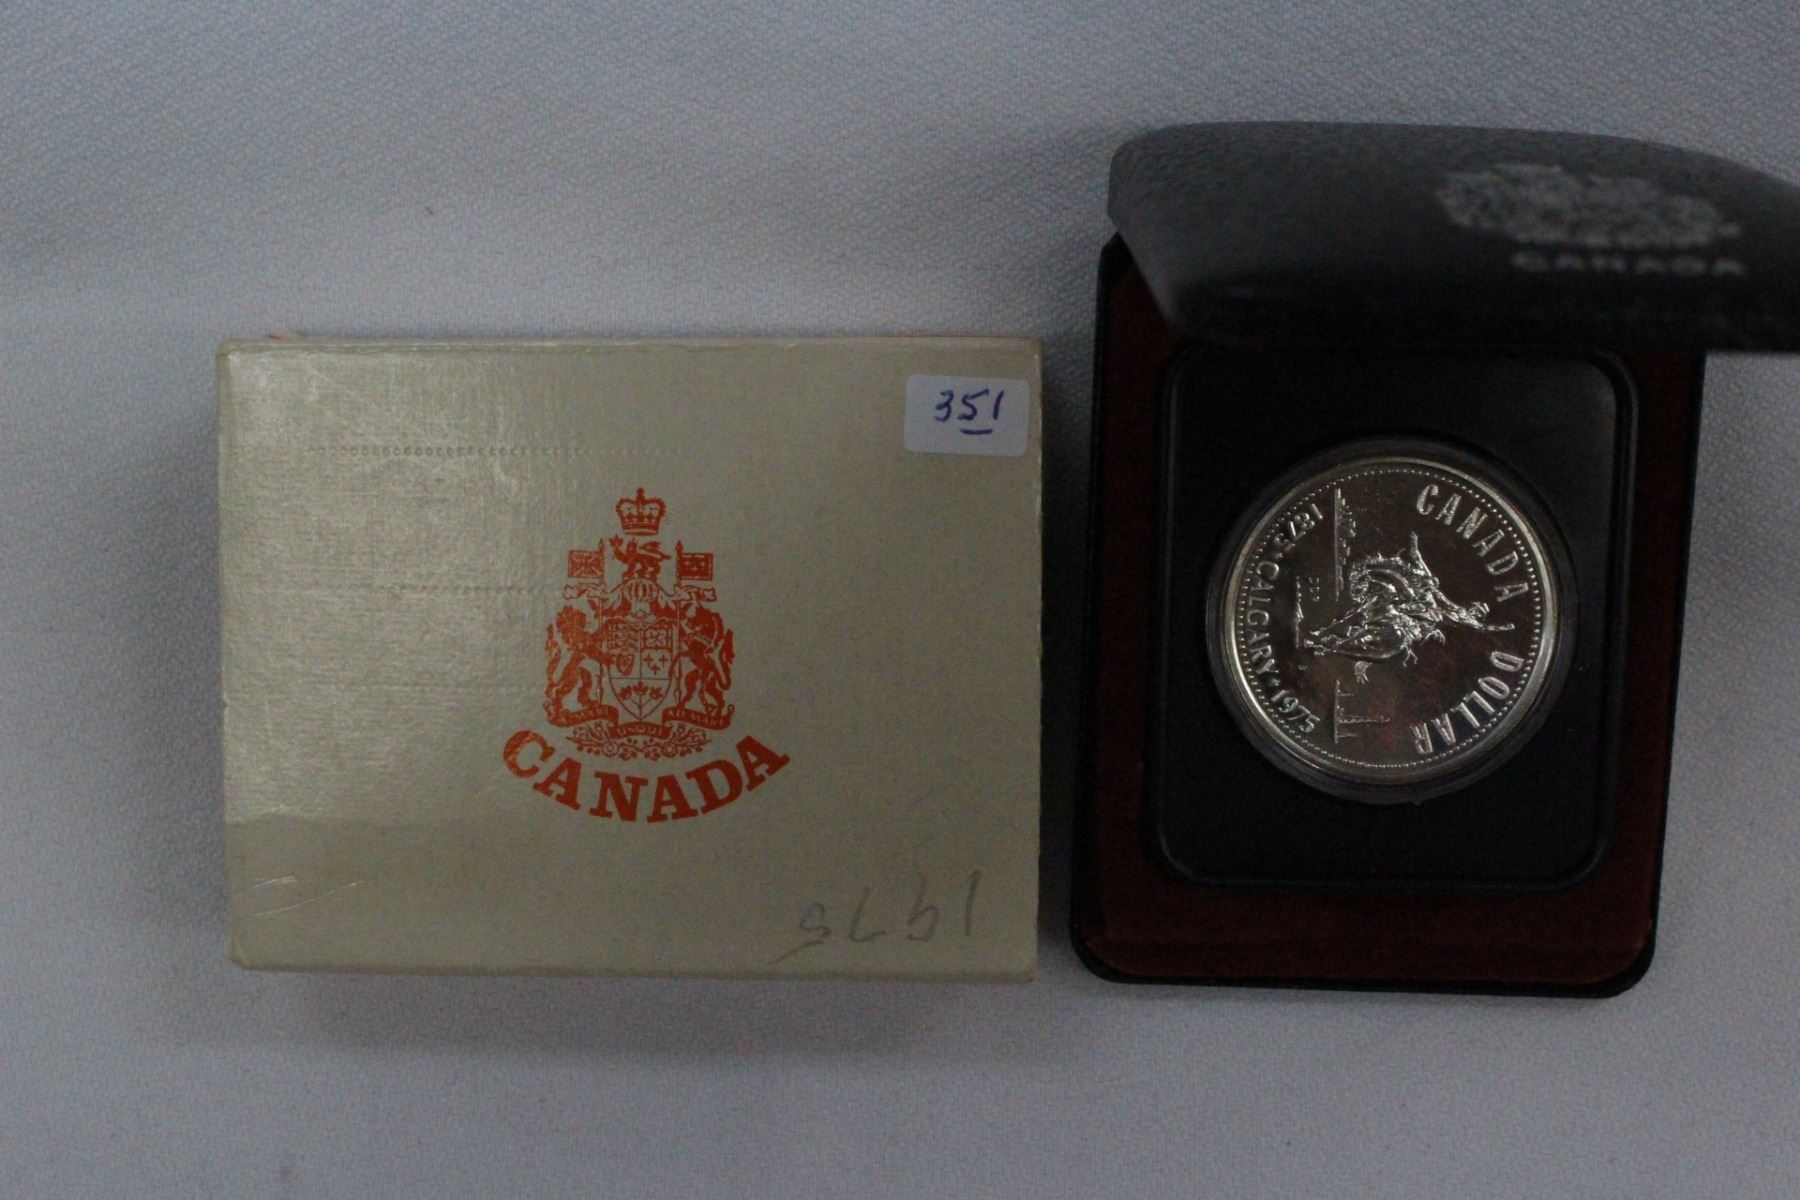 351
CANADA
1975
CANADA
CANADA 1 DOLLAR
1875 • CALGARY • 1975